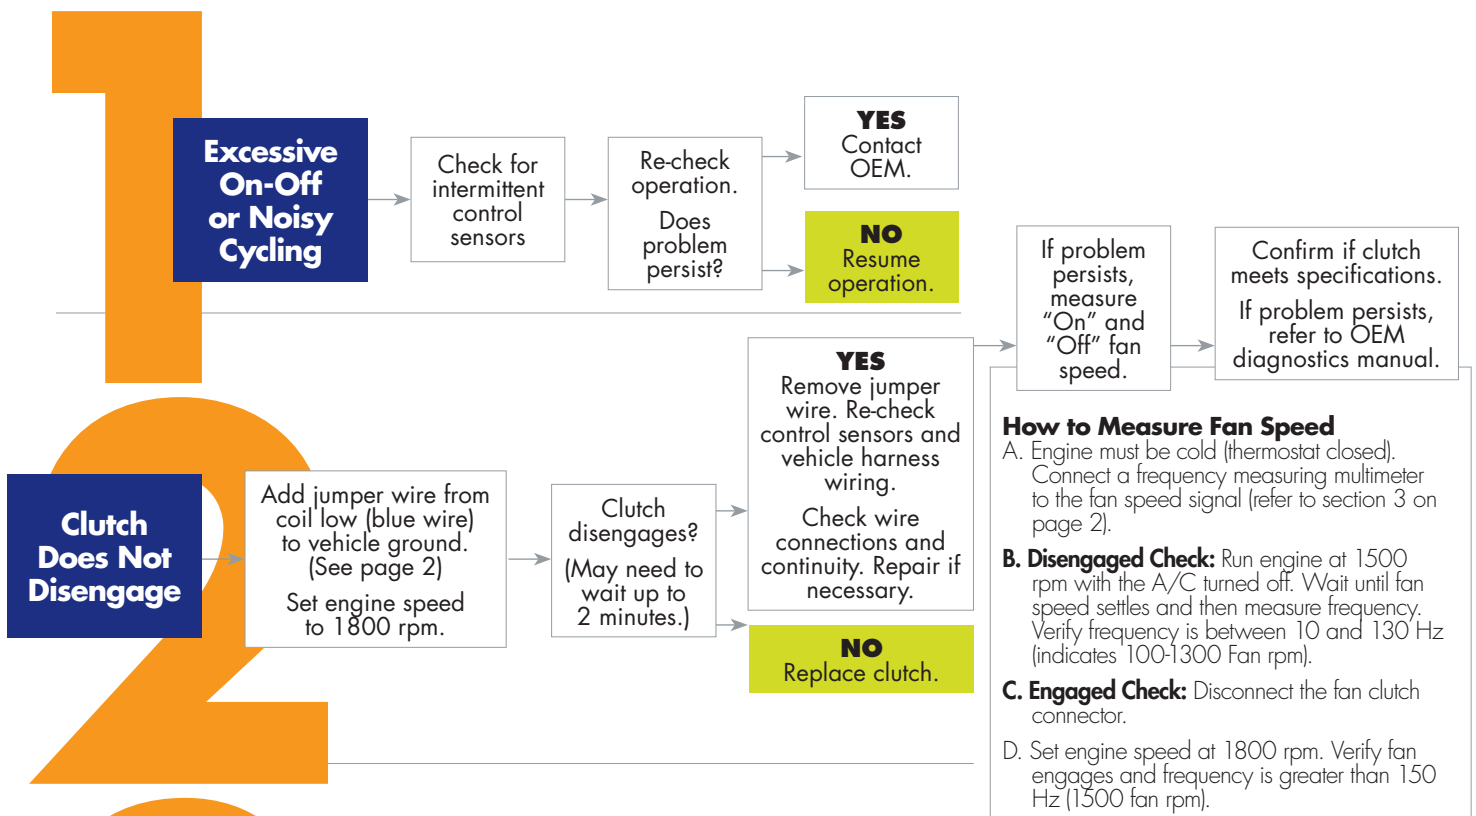 1
Excessive
On-Off
or Noisy
Cycling
Check for
intermittent
control
sensors
Re-check
operation.
Does
problem
persist?
YES
Contact
OEM.
NO
Resume
operation.
2
Clutch
Does Not
Disengage
Add jumper wire from
coil low (blue wire)
to vehicle ground.
(See page 2)
Set engine speed
to 1800 rpm.
Clutch
disengages?
(May need to
wait up to
2 minutes.)
YES
Remove jumper
wire. Re-check
control sensors and
vehicle harness
wiring.
Check wire
connections and
continuity. Repair if
necessary.
NO
Replace clutch.
If problem
persists,
measure
“On” and
“Off” fan
speed.
Confirm if clutch
meets specifications.
If problem persists,
refer to OEM
diagnostics manual.
How to Measure Fan Speed
A. Engine must be cold (thermostat closed).
Connect a frequency measuring multimeter
to the fan speed signal (refer to section 3 on
page 2).
B. Disengaged Check: Run engine at 1500
rpm with the A/C turned off. Wait until fan
speed settles and then measure frequency.
Verify frequency is between 10 and 130 Hz
(indicates 100-1300 Fan rpm).
C. Engaged Check: Disconnect the fan clutch
connector.
D. Set engine speed at 1800 rpm. Verify fan
engages and frequency is greater than 150
Hz (1500 fan rpm).